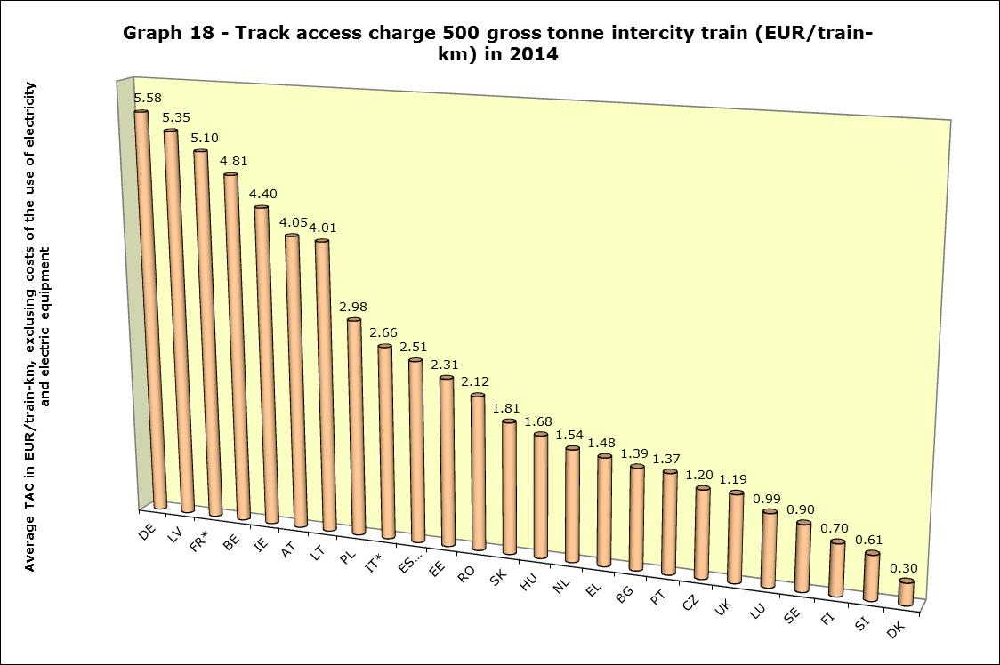 Graph 18 - Track access charge 500 gross tonne intercity train (EUR/train-
km) in 2014
Average TAC in EUR/train-km, exclusing costs of the use of electricity
and electric equipment
5.58
5.35
5.10
4.81
4.40
4.05
4.01
2.98
2.66
2.51
2.31
2.12
1.81
1.68
1.54
1.48
1.39
1.37
1.20
1.19
0.99
0.90
0.70
0.61
0.30
DE
LV
FR*
BE
IE
AT
LT
PL
IT*
ES...
EE
RO
SK
HU
NL
EL
BG
PT
CZ
UK
LU
SE
FI
SI
DK